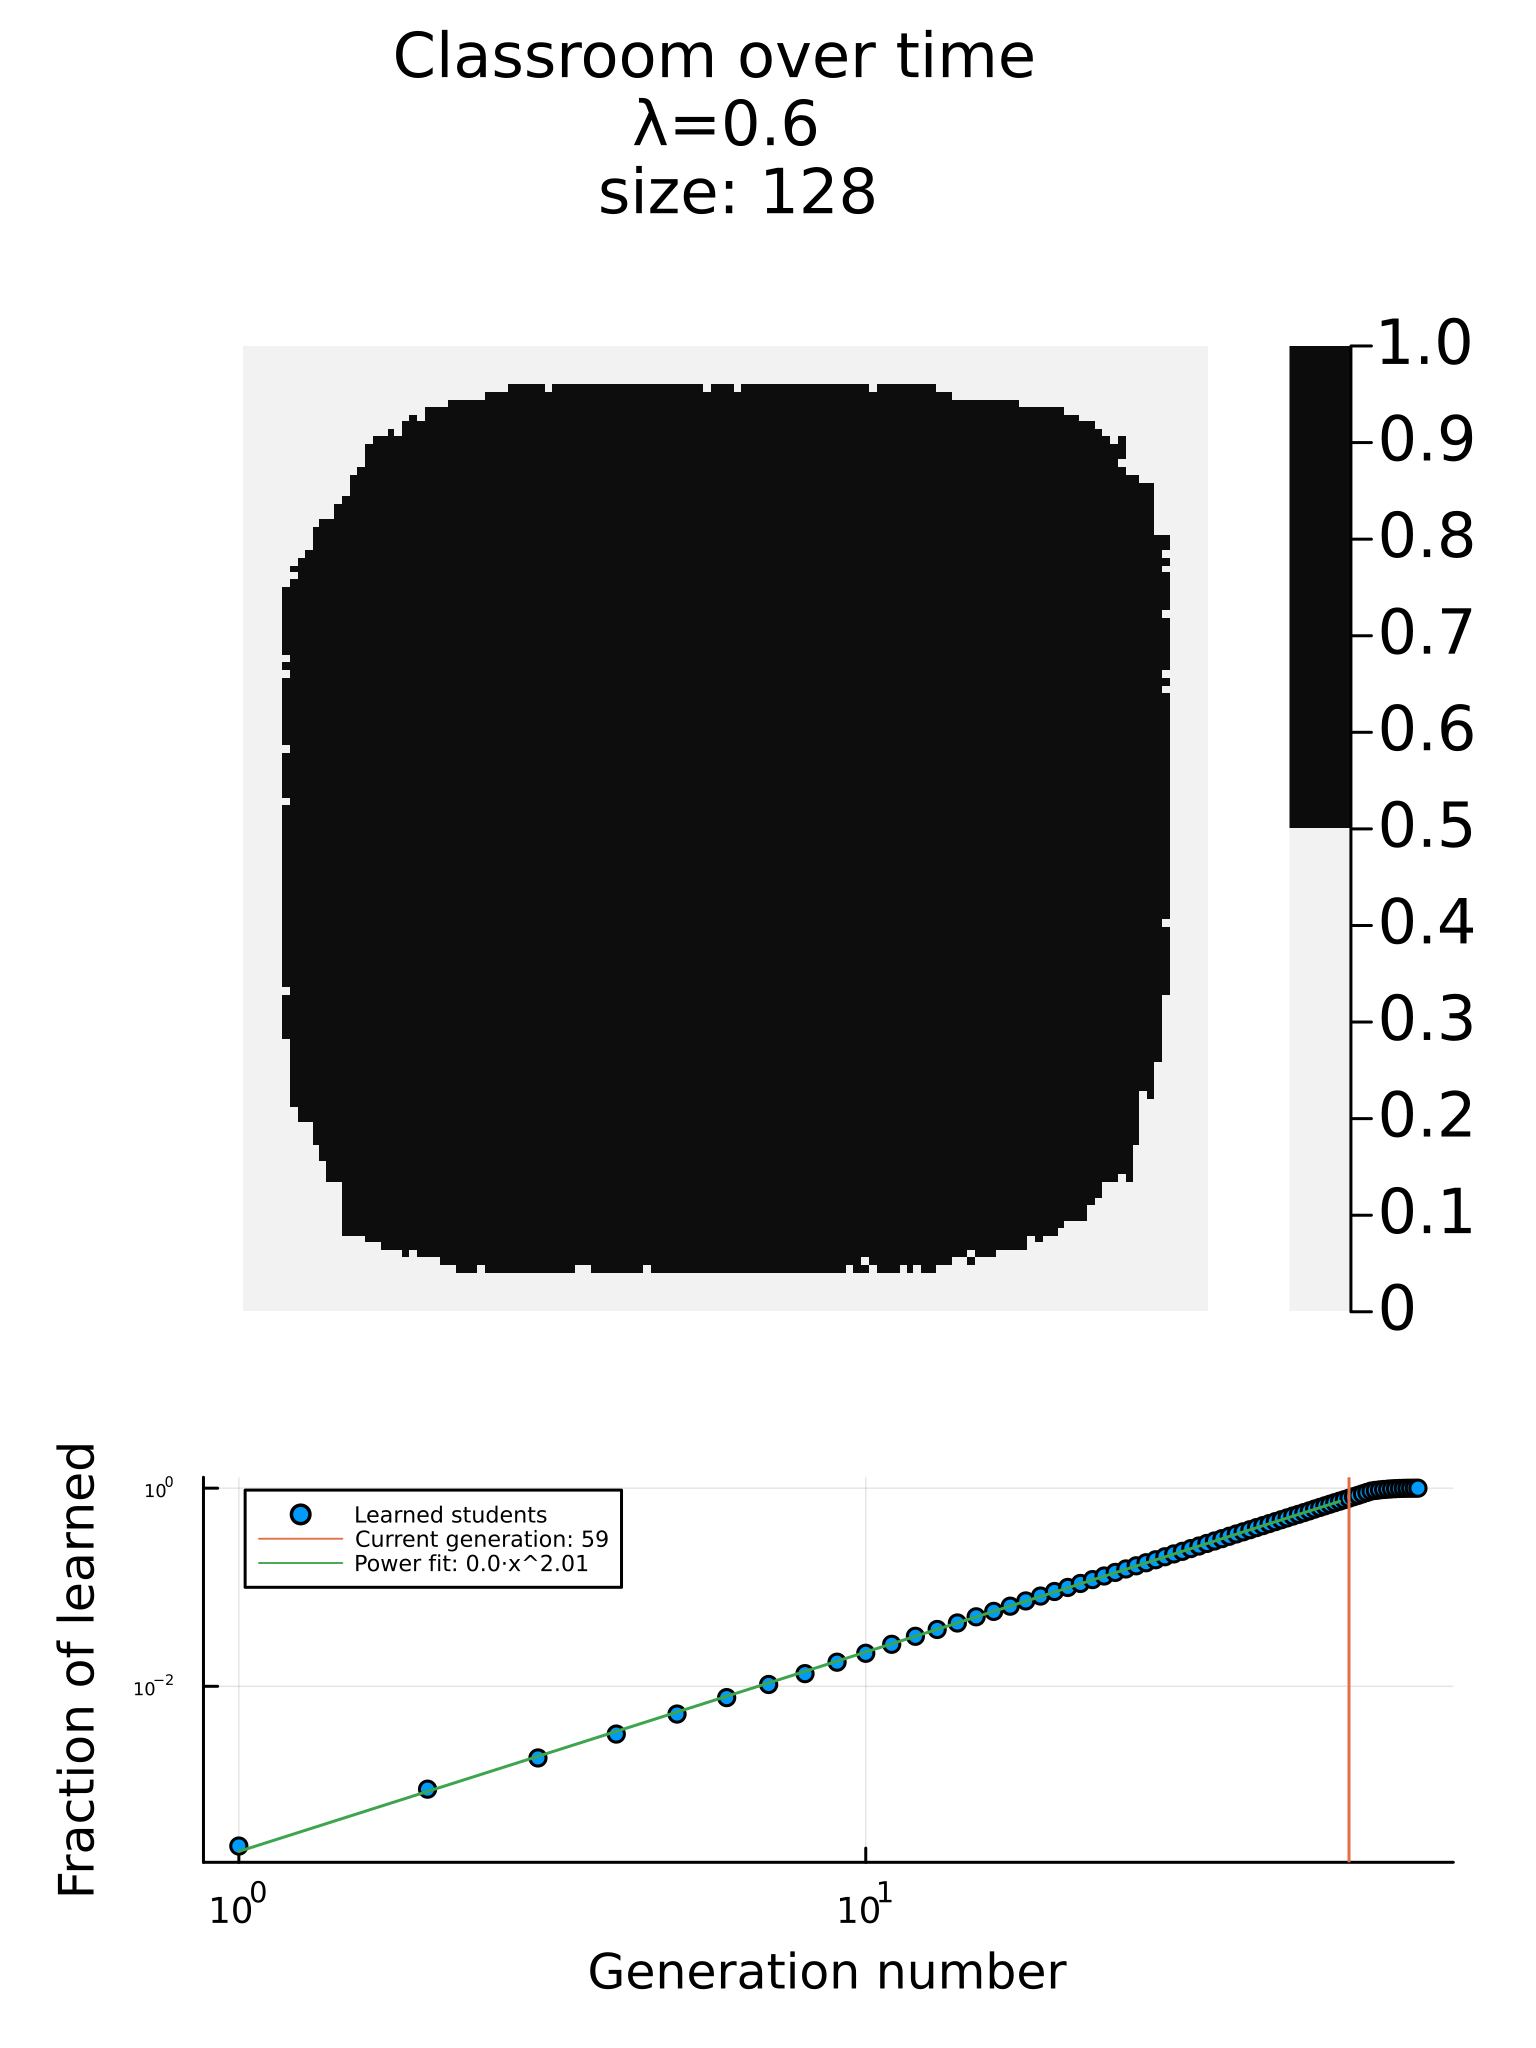 Classroom over time
λ=0.6
size: 128
1.0
0.9
0.8
0.7
0.6
0.5
0.4
0.3
0.2
0.1
0
Fraction of learned
10^0
10^-2
Learned students
Current generation: 59
Power fit: 0.0·x^2.01
10^0
10^1
Generation number